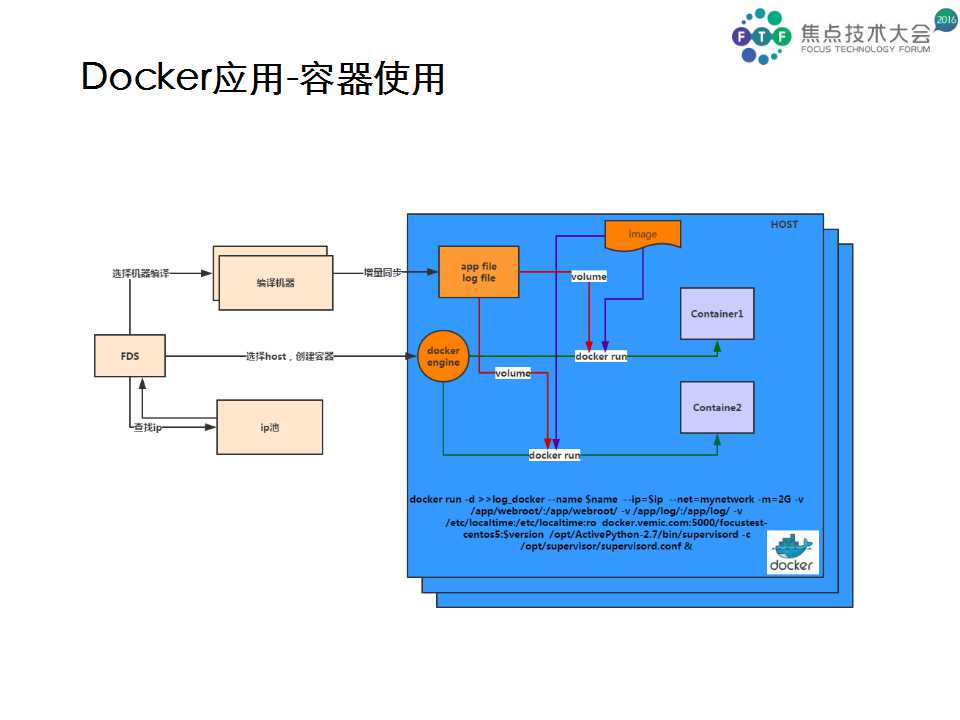 FTF 焦点技术大会 2016
FOCUS TECHNOLOGY FORUM
Docker应用-容器使用
HOST
image
app file
log file
volume
选择机器编译
编译机器
增量同步
Container1
FDS
选择host，创建容器
docker
engine
docker run
volume
Containe2
查找ip
ip池
docker run
docker run -d >>log_docker --name $name --ip=$ip --net=mynetwork -m=2G -v
/app/webroot/:/app/webroot/ -v /app/log/:/app/log/ -v
/etc/localtime:/etc/localtime:ro docker.vemic.com:5000/focustest-
centos5:$version /opt/ActivePython-2.7/bin/supervisord -c
/opt/supervisor/supervisord.conf &
docker